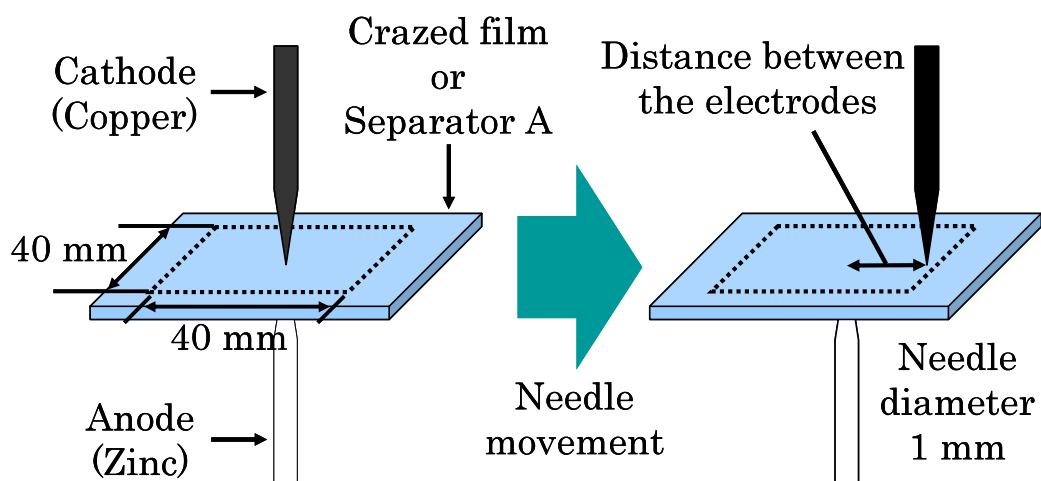 Cathode
(Copper)
Crazed film
or
Separator A
40 mm
40 mm
Anode
(Zinc)
Needle
movement
Distance between
the electrodes
Needle
diameter
1 mm